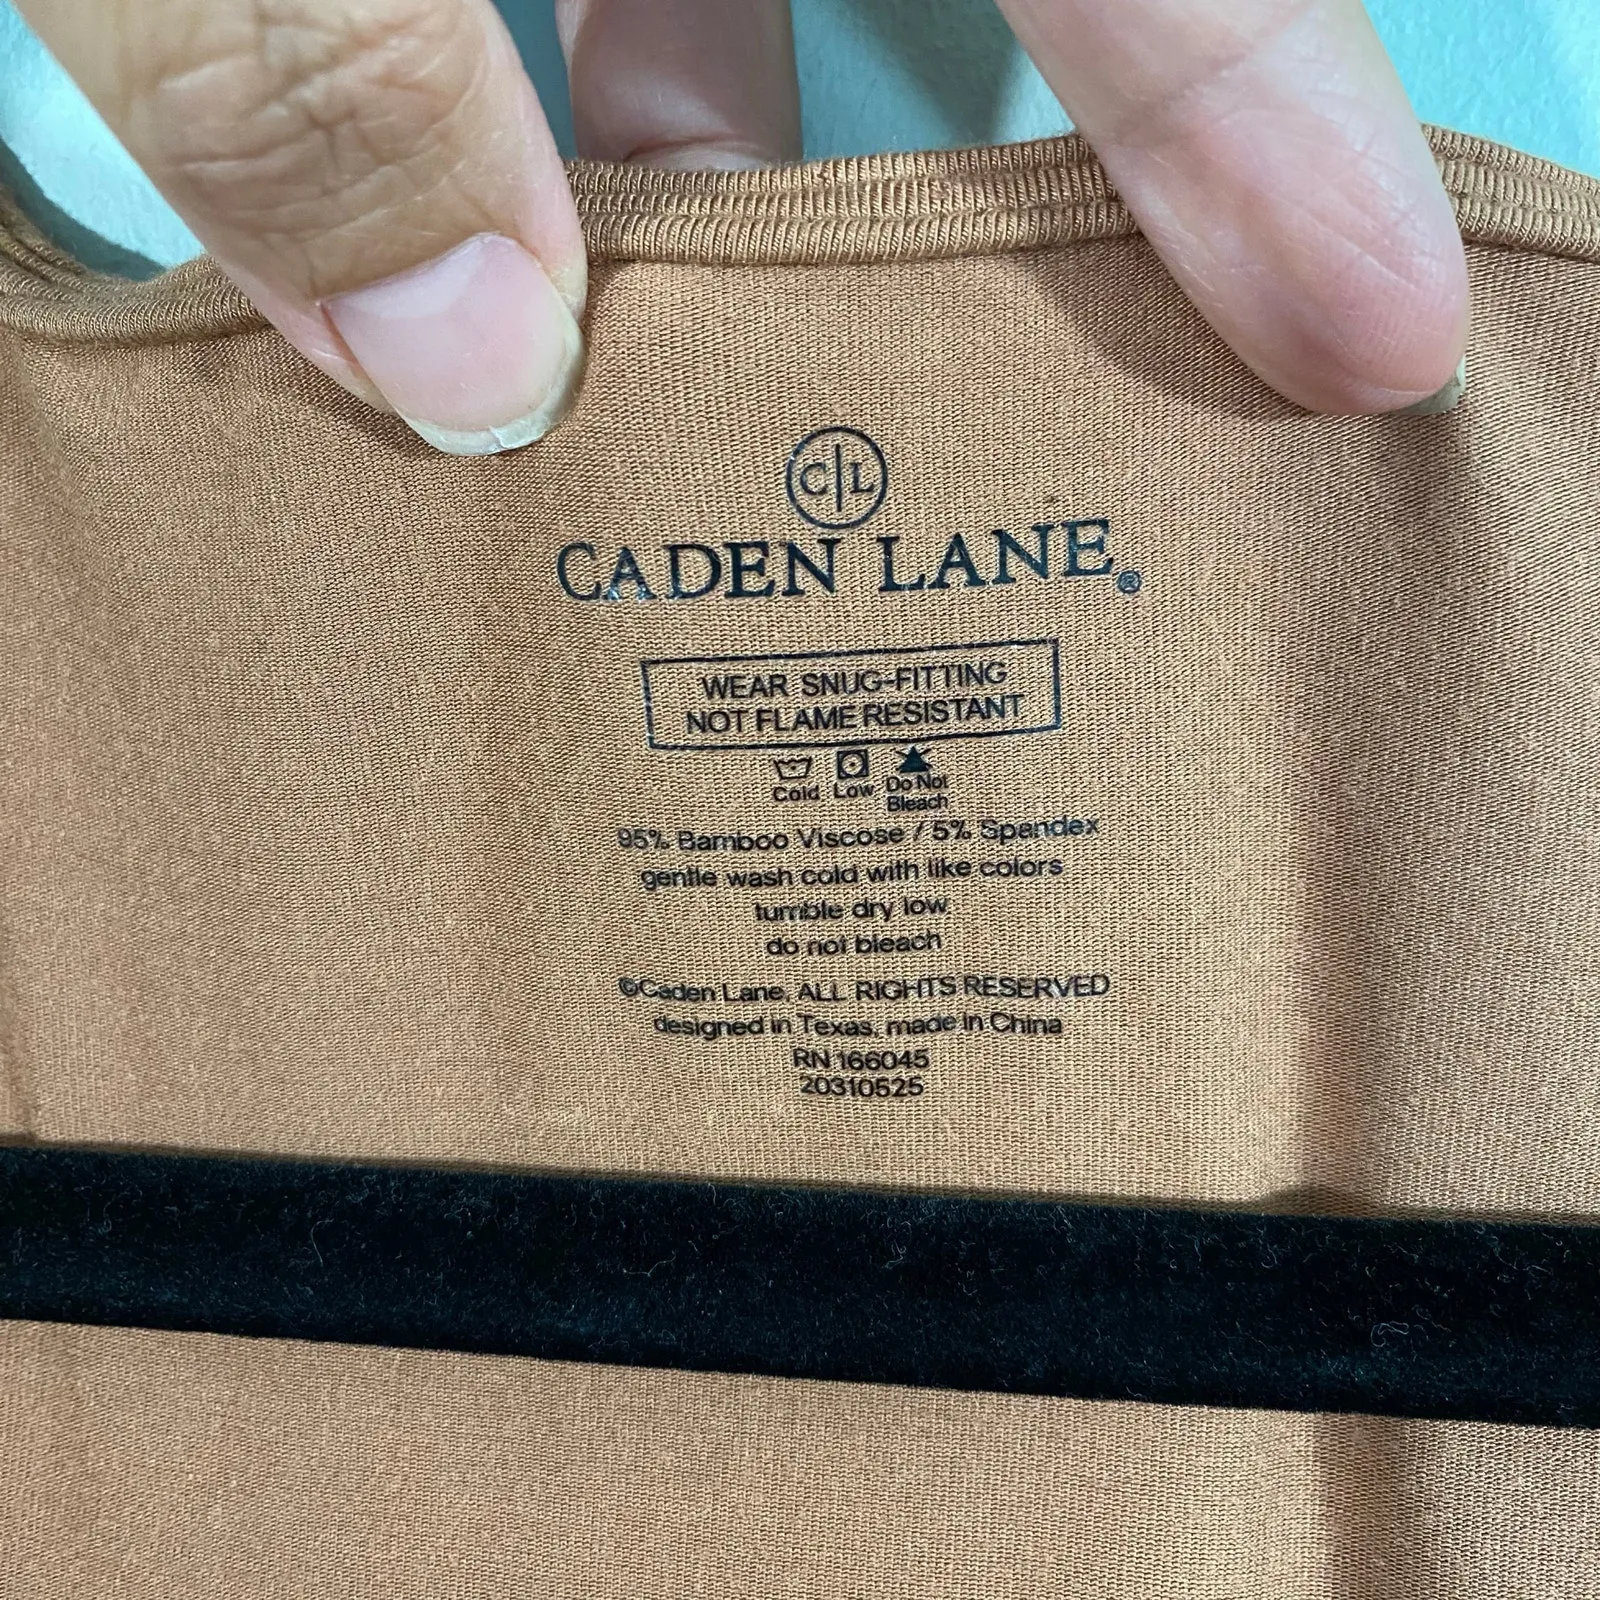 C|L
CADEN LANE®
WEAR SNUG-FITTING
NOT FLAME RESISTANT
Cold Low Do Not
Bleach
95% Bamboo Viscose / 5% Spandex
gentle wash cold with like colors
tumble dry low
do not bleach
©Caden Lane, ALL RIGHTS RESERVED
designed in Texas, made in China
RN 166045
20310525